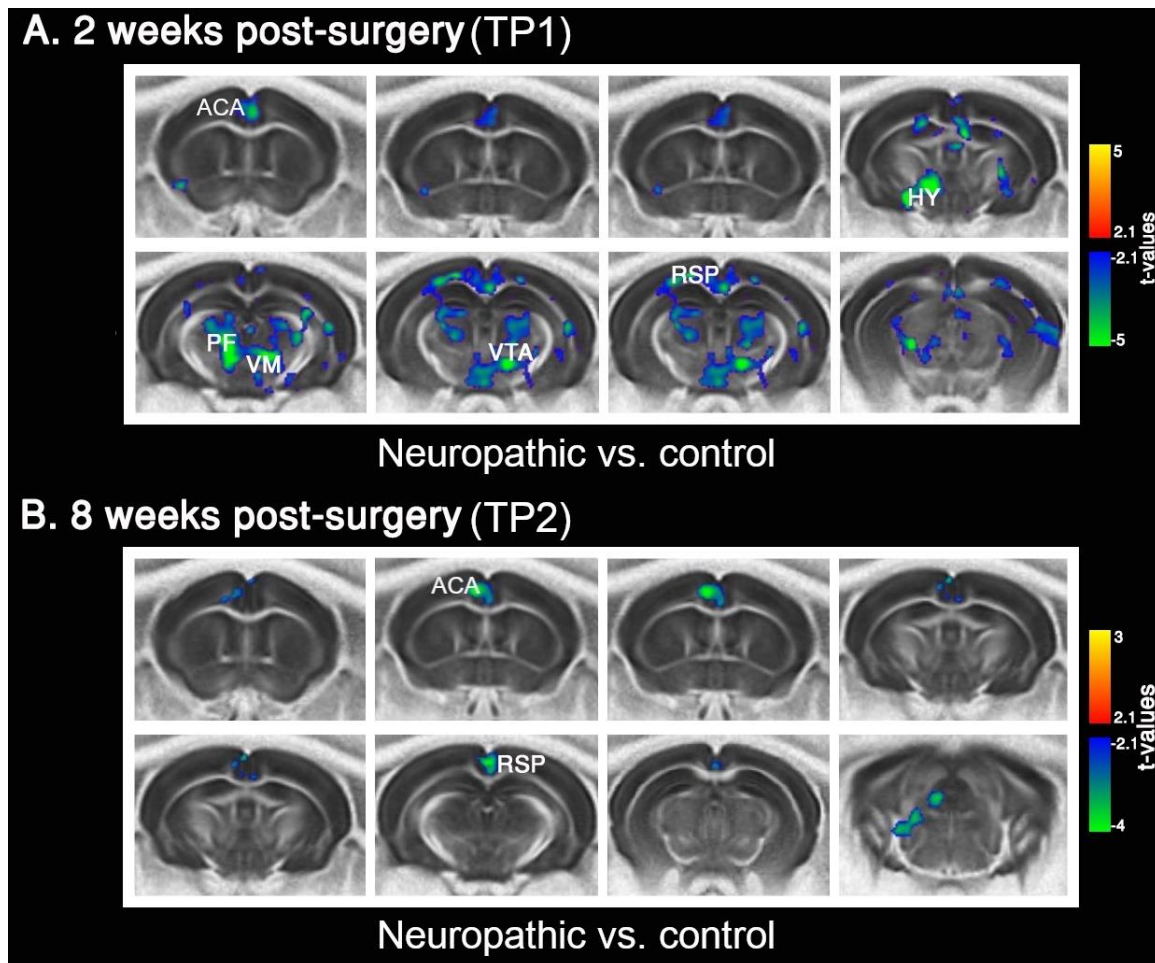 A. 2 weeks post-surgery (TP1)
ACA
HY
5
2.1
-2.1
-5
t-values
PF
VM
VTA
RSP
Neuropathic vs. control
B. 8 weeks post-surgery (TP2)
ACA
3
2.1
-2.1
-4
t-values
RSP
Neuropathic vs. control